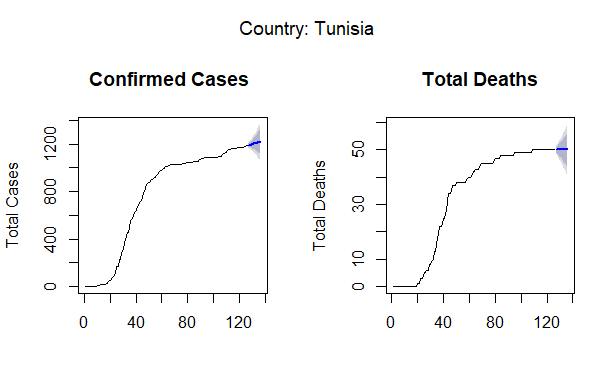 Country: Tunisia
Confirmed Cases
Total Cases
0 400 800 1200
0 40 80 120
Total Deaths
Total Deaths
0 10 30 50
0 40 80 120